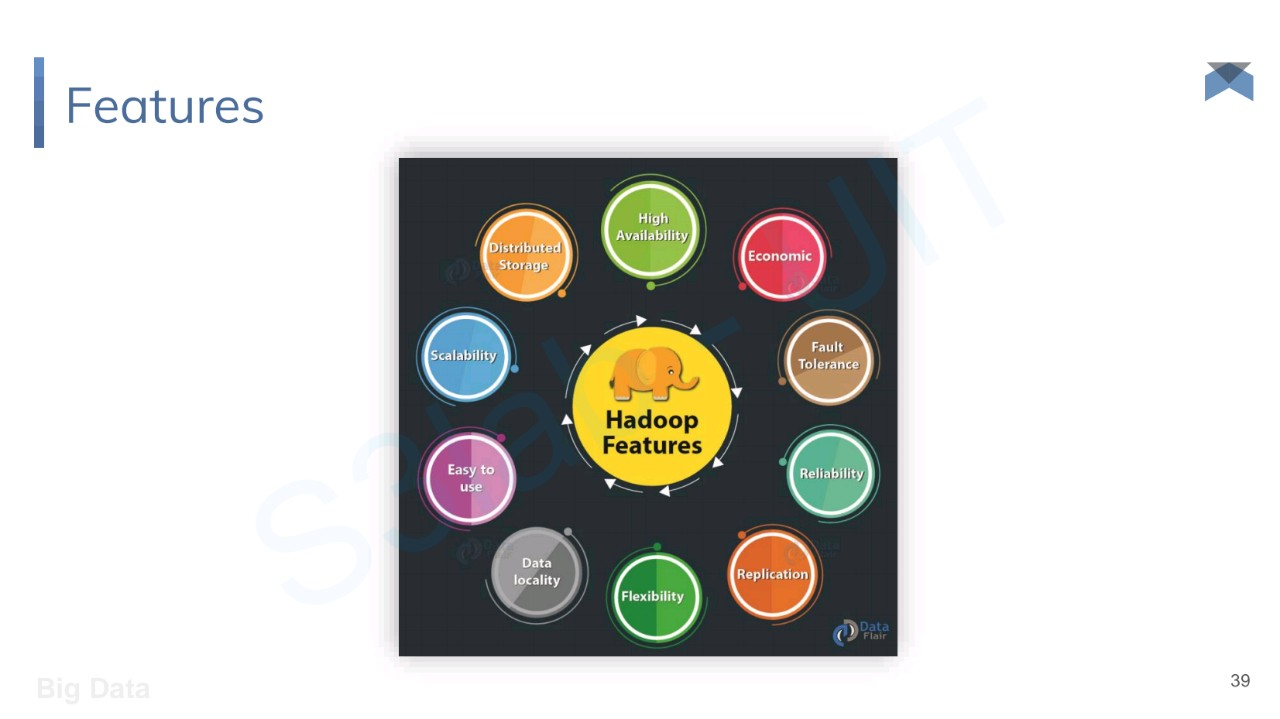 Features
High
Availability
Economic
Fault
Tolerance
Reliability
Replication
Flexibility
Data
locality
Easy to
use
Scalability
Distributed
Storage
Hadoop
Features
Data
Flair
Big Data
39